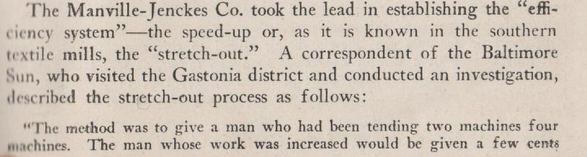 The Manville-Jenckes Co. took the lead in establishing the “effi-
ciency system”—the speed-up or, as it is known in the southern
textile mills, the “stretch-out.” A correspondent of the Baltimore
Sun, who visited the Gastonia district and conducted an investigation,
described the stretch-out process as follows:
“The method was to give a man who had been tending two machines four
machines. The man whose work was increased would be given a few cents